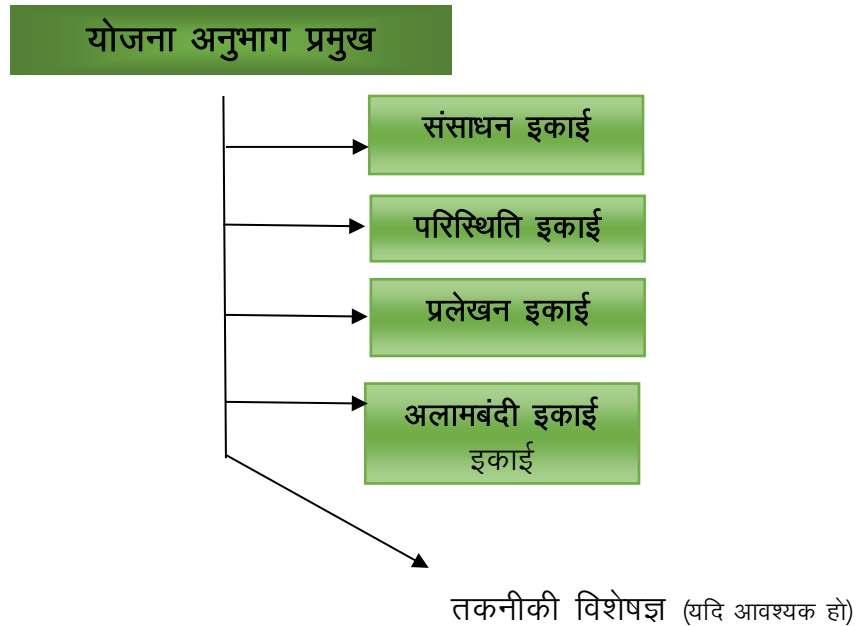 योजना अनुभाग प्रमुख
संसाधन इकाई
परिस्थिति इकाई
प्रलेखन इकाई
अलामबंदी इकाई
इकाई
तकनीकी विशेषज्ञ (यदि आवश्यक हो)